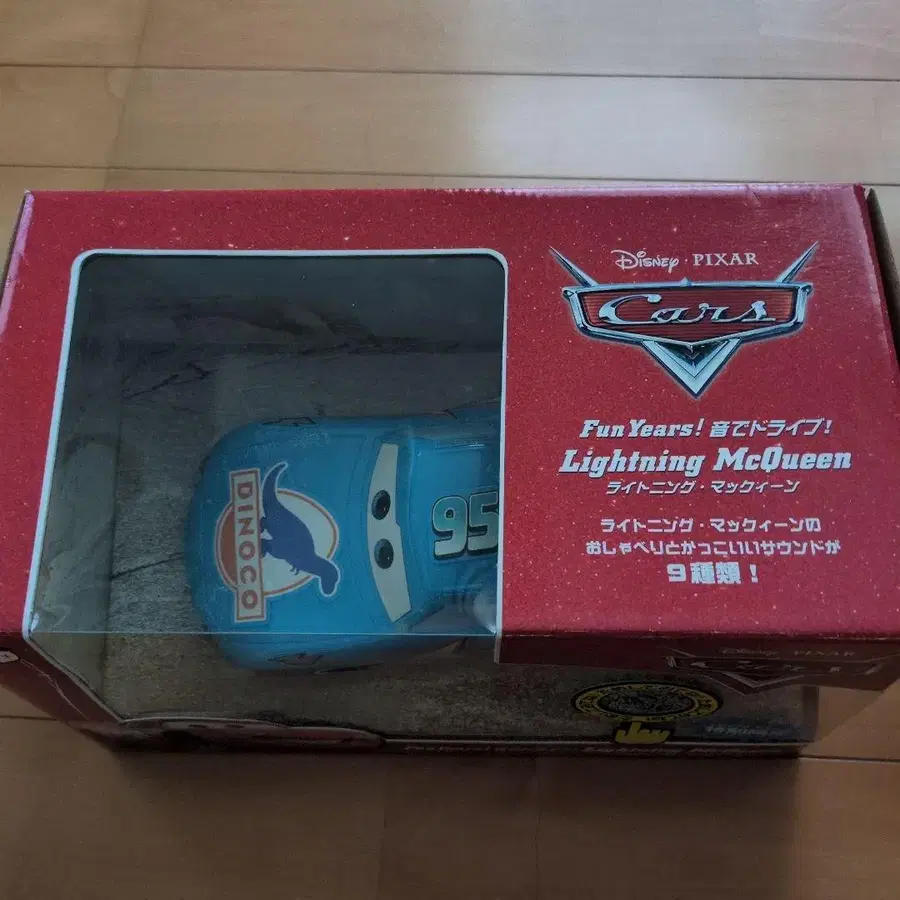 DISNEY · PIXAR
Cars
Fun Years! 音でドライブ!
Lightning McQueen
ライトニング・マックィーン
ライトニング・マックィーンの
おしゃべりとかっこいいサウンドが
9種類!
DINOCO
95
DISNEY PIXAR